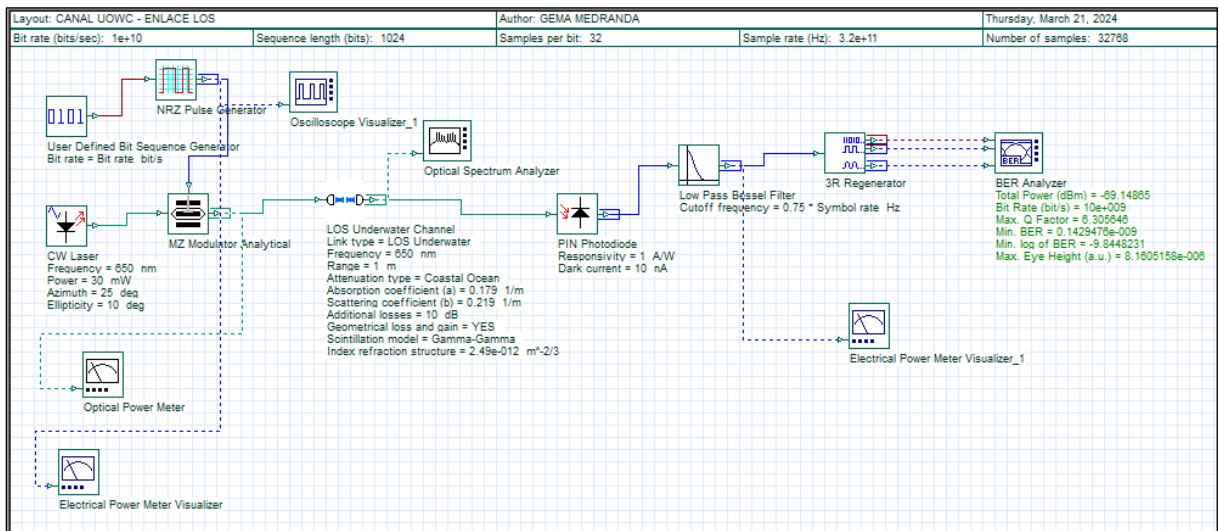 Layout: CANAL UOWC - ENLACE LOS
Author: GEMA MEDRANDA
Thursday, March 21, 2024
Bit rate (bits/sec): 1e+10
Sequence length (bits): 1024
Samples per bit: 32
Sample rate (Hz): 3.2e+11
Number of samples: 32768
NRZ Pulse Generator
Oscilloscope Visualizer_1
0101
User Defined Bit Sequence Generator
Bit rate = Bit rate bit/s
Optical Spectrum Analyzer
Low Pass Bessel Filter
Cutoff frequency = 0.75 * Symbol rate Hz
3R Regenerator
BER
BER Analyzer
Total Power (dBm) = -69.14865
Bit Rate (bit/s) = 10e+009
Max. Q Factor = 6.305646
Min. BER = 0.1429476e-009
Min. log of BER = -9.8448231
Max. Eye Height (a.u.) = 8.1605158e-006
CW Laser
Frequency = 650 nm
Power = 30 mW
Azimuth = 25 deg
Ellipticity = 10 deg
MZ Modulator Analytical
LOS Underwater Channel
Link type = LOS Underwater
Frequency = 650 nm
Range = 1 m
Attenuation type = Coastal Ocean
Absorption coefficient (a) = 0.179 1/m
Scattering coefficient (b) = 0.219 1/m
Additional losses = 10 dB
Geometrical loss and gain = YES
Scintillation model = Gamma-Gamma
Index refraction structure = 2.49e-012 m^-2/3
PIN Photodiode
Responsivity = 1 A/W
Dark current = 10 nA
Electrical Power Meter Visualizer_1
Optical Power Meter
Electrical Power Meter Visualizer